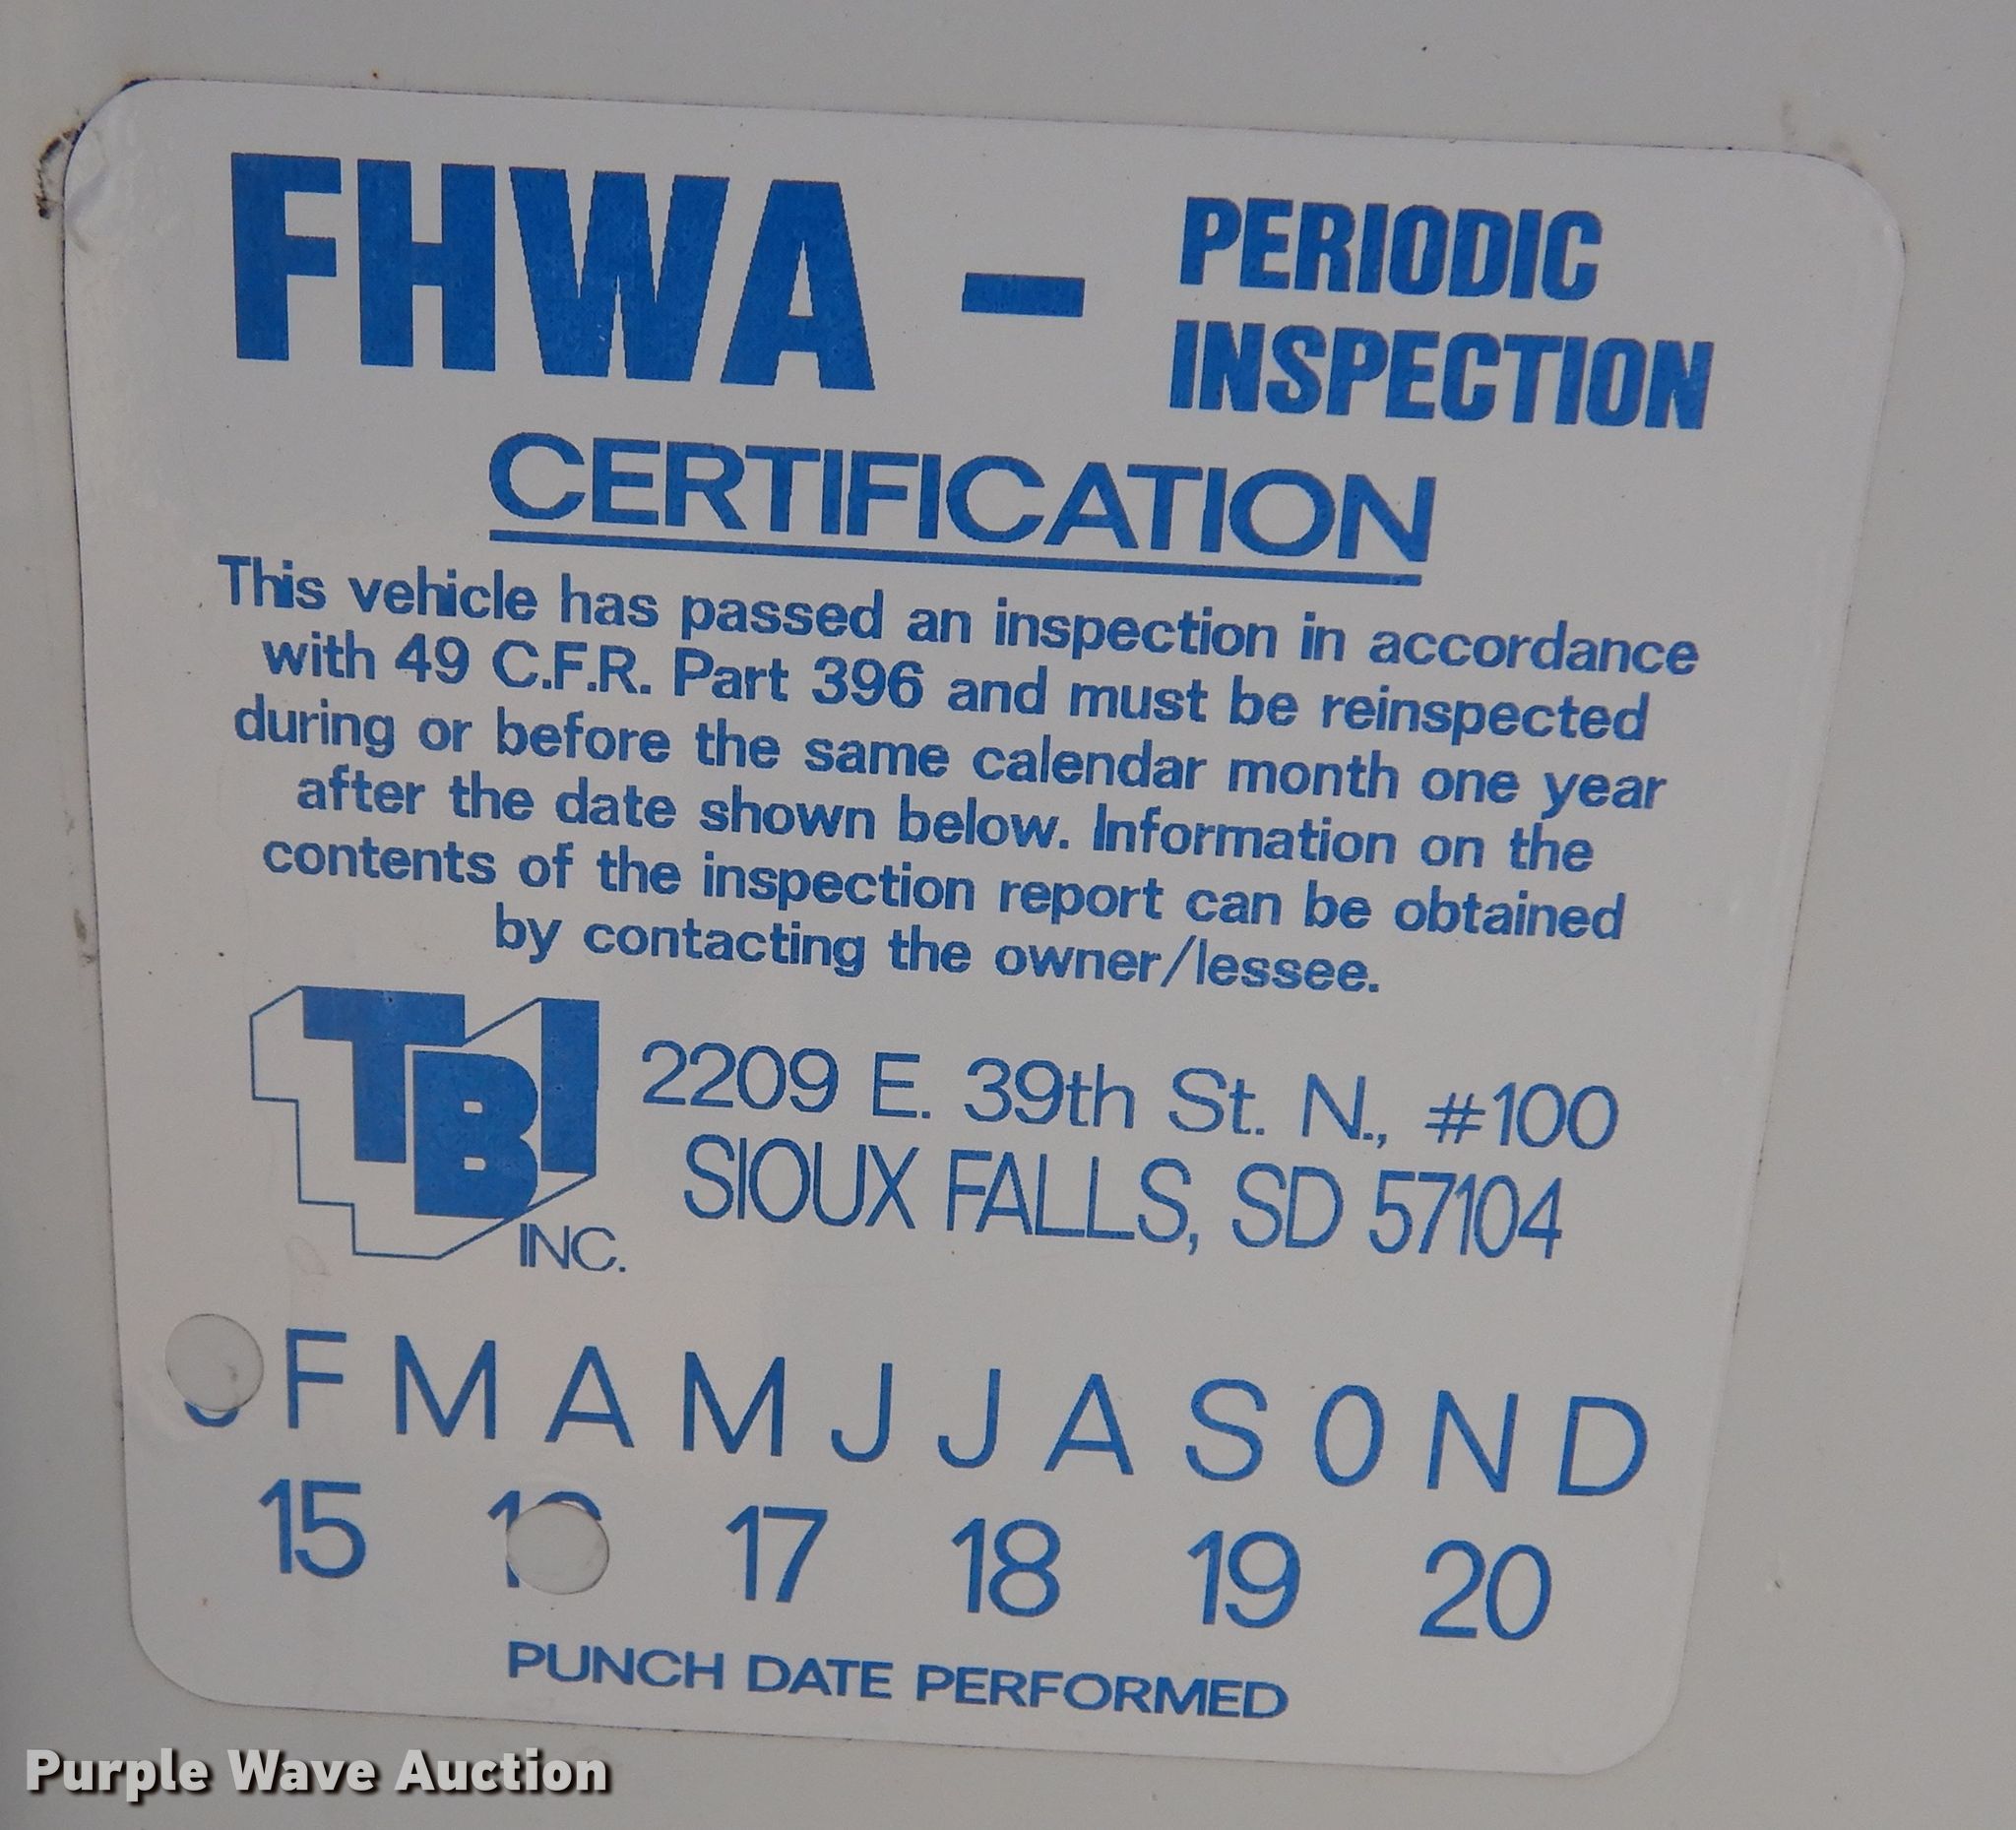 FHWA - PERIODIC
INSPECTION
CERTIFICATION
This vehicle has passed an inspection in accordance
with 49 C.F.R. Part 396 and must be reinspected
during or before the same calendar month one year
after the date shown below. Information on the
contents of the inspection report can be obtained
by contacting the owner/lessee.
TBI INC.
2209 E. 39th St. N., #100
SIOUX FALLS, SD 57104
J F M A M J J A S O N D
15 16 17 18 19 20
PUNCH DATE PERFORMED
Purple Wave Auction